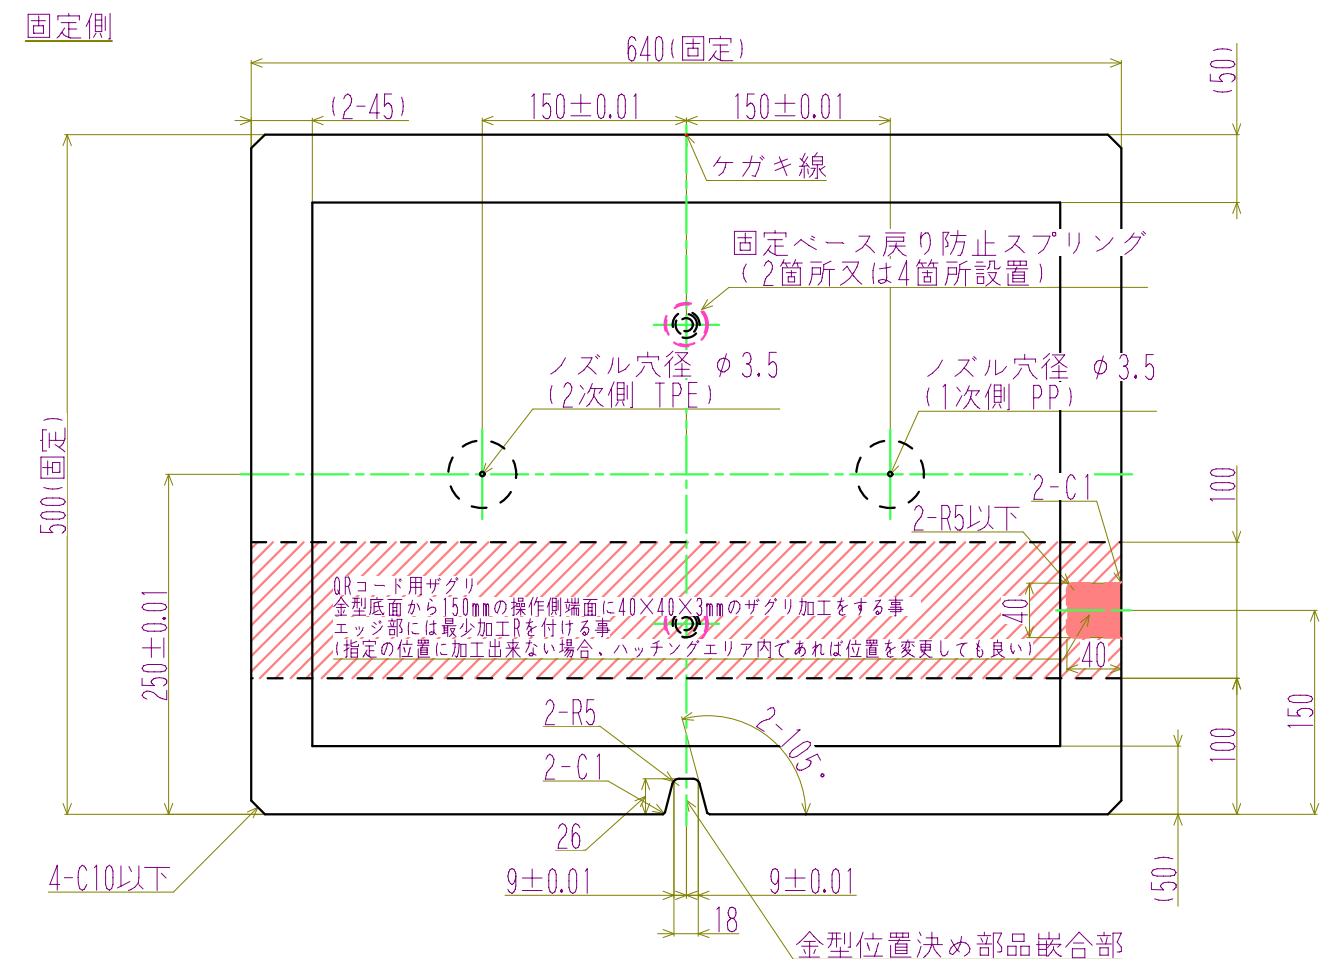 固定側
640(固定)
(50)
(2-45)
150±0.01
150±0.01
ケガキ線
固定ベース戻り防止スプリング
(2箇所又は4箇所設置)
ノズル穴径 φ3.5
(2次側 TPE)
ノズル穴径 φ3.5
(1次側 PP)
500(固定)
2-C1
100
2-R5以下
QRコード用ザグリ
金型底面から150mmの操作側端面に40×40×3mmのザグリ加工をする事
エッジ部には最少加工Rを付ける事
(指定の位置に加工出来ない場合、ハッチングエリア内であれば位置を変更しても良い)
40
40
250±0.01
2-R5
2-105°
100
150
2-C1
26
4-C10以下
9±0.01
9±0.01
(50)
18
金型位置決め部品嵌合部